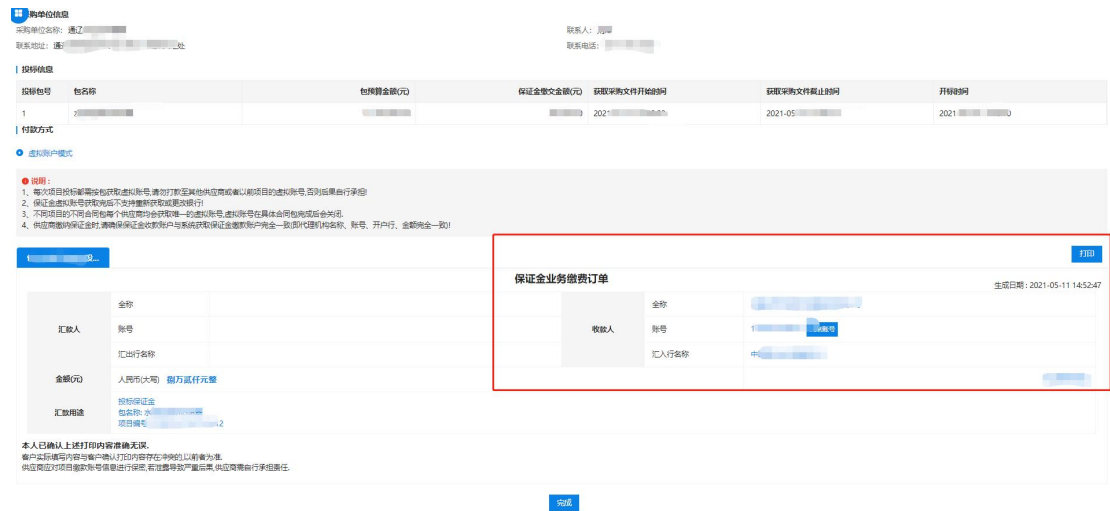 购单位信息
采购单位名称: 通辽
联系人:
联系地址: 通 处
联系电话:
投标信息
投标包号 包名称 包预算金额(元) 保证金缴交金额(元) 获取采购文件开始时间 获取采购文件截止时间 开标时间
1 2021 2021-05 2021
付款方式
虚拟账户模式
说明:
1、每次项目投标都需按包获取虚拟账号,请勿打款至其他供应商或者以前项目的虚拟账号,否则后果自行承担!
2、保证金虚拟账号获取完后不支持重新获取或更改银行!
3、不同项目的不同合同包每个供应商均会获取唯一的虚拟账号,虚拟账号在具体合同包完成后会关闭.
4、供应商缴纳保证金时,请确保保证金收款账户与系统获取保证金缴款账户完全一致(即代理机构名称、账号、开户行、金额完全一致)!
打印
保证金业务缴费订单
生成日期:2021-05-11 14:52:47
汇款人
全称
账号
汇出行名称
收款人
全称
账号 1 账号
汇入行名称 中
金额(元) 人民币(大写) 捌万贰仟元整
汇款用途
投标保证金
包名称: 水
项目编号 2
本人已确认上述打印内容准确无误.
客户实际填写内容与客户确认打印内容存在冲突的,以前者为准.
供应商应对项目缴款账号信息进行保密,若泄露导致严重后果,供应商需自行承担责任.
完成